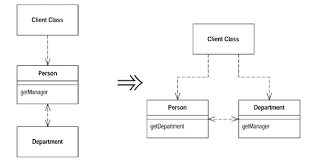 Client Class
Person
getManager
Department
Client Class
Person
getDepartment
Department
getManager